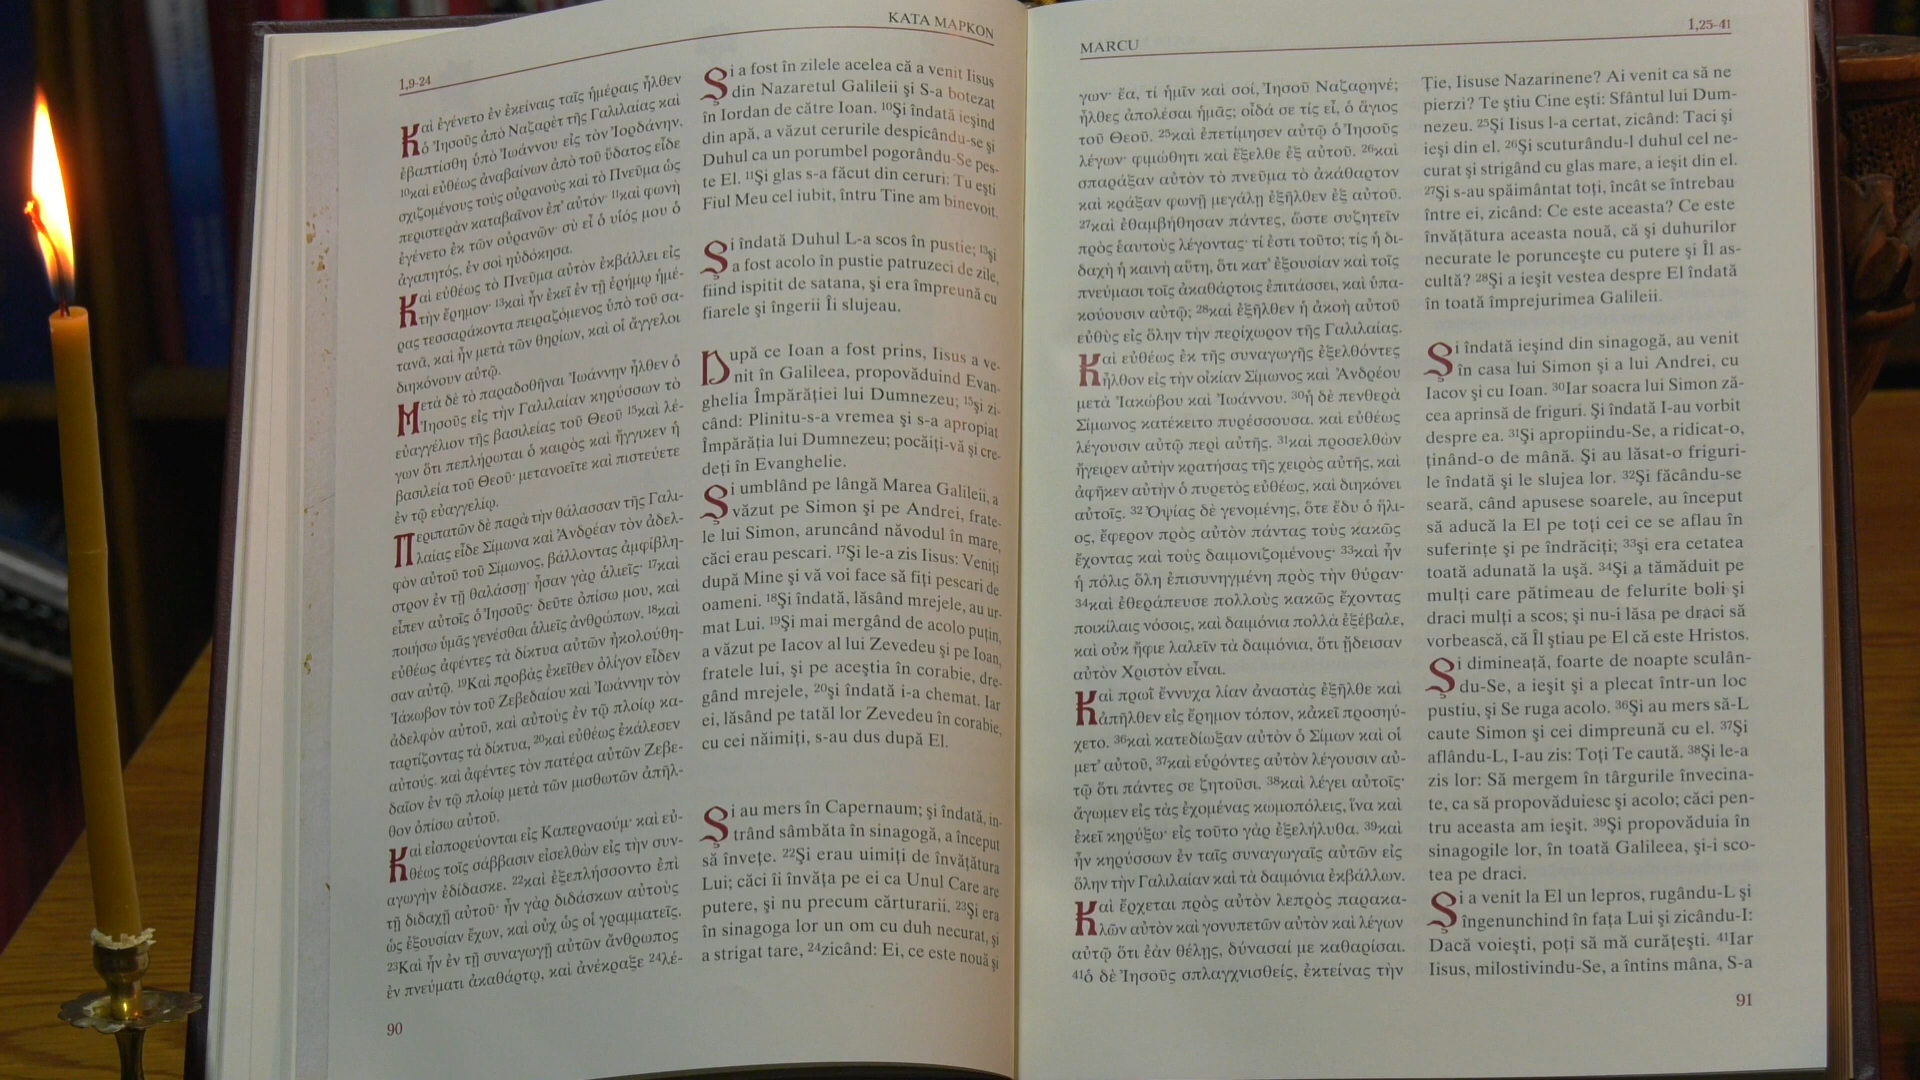 1,9-24
ΚΑΤΑ ΜΑΡΚΟΝ
Καὶ ἐγένετο ἐν ἐκείναις ταῖς ἡμέραις ἦλθεν
ὁ Ἰησοῦς ἀπὸ Ναζαρὲτ τῆς Γαλιλαίας καὶ
ἐβαπτίσθη ὑπὸ Ἰωάννου εἰς τὸν Ἰορδάνην.
¹⁰καὶ εὐθέως ἀναβαίνων ἀπὸ τοῦ ὕδατος εἶδε
σχιζομένους τοὺς οὐρανοὺς καὶ τὸ Πνεῦμα ὡς
περιστερὰν καταβαῖνον ἐπ' αὐτόν· ¹¹καὶ φωνὴ
ἐγένετο ἐκ τῶν οὐρανῶν· σὺ εἶ ὁ υἱός μου ὁ
ἀγαπητός, ἐν σοὶ ηὐδόκησα.
Καὶ εὐθέως τὸ Πνεῦμα αὐτὸν ἐκβάλλει εἰς
τὴν ἔρημον· ¹³καὶ ἦν ἐκεῖ ἐν τῇ ἐρήμῳ ἡμέ-
ρας τεσσαράκοντα πειραζόμενος ὑπὸ τοῦ σα-
τανᾶ, καὶ ἦν μετὰ τῶν θηρίων, καὶ οἱ ἄγγελοι
διηκόνουν αὐτῷ.
Μετὰ δὲ τὸ παραδοθῆναι Ἰωάννην ἦλθεν ὁ
Ἰησοῦς εἰς τὴν Γαλιλαίαν κηρύσσων τὸ
εὐαγγέλιον τῆς βασιλείας τοῦ Θεοῦ ¹⁵καὶ λέ-
γων ὅτι πεπλήρωται ὁ καιρὸς καὶ ἤγγικεν ἡ
βασιλεία τοῦ Θεοῦ· μετανοεῖτε καὶ πιστεύετε
ἐν τῷ εὐαγγελίῳ.
Περιπατῶν δὲ παρὰ τὴν θάλασσαν τῆς Γαλι-
λαίας εἶδε Σίμωνα καὶ Ἀνδρέαν τὸν ἀδελ-
φὸν αὐτοῦ τοῦ Σίμωνος, βάλλοντας ἀμφίβλη-
στρον ἐν τῇ θαλάσσῃ· ἦσαν γὰρ ἁλιεῖς· ¹⁷καὶ
εἶπεν αὐτοῖς ὁ Ἰησοῦς· δεῦτε ὀπίσω μου, καὶ
ποιήσω ὑμᾶς γενέσθαι ἁλιεῖς ἀνθρώπων. ¹⁸καὶ
εὐθέως ἀφέντες τὰ δίκτυα αὐτῶν ἠκολούθη-
σαν αὐτῷ. ¹⁹Καὶ προβὰς ἐκεῖθεν ὀλίγον εἶδεν
Ἰάκωβον τὸν τοῦ Ζεβεδαίου καὶ Ἰωάννην τὸν
ἀδελφὸν αὐτοῦ, καὶ αὐτοὺς ἐν τῷ πλοίῳ κα-
ταρτίζοντας τὰ δίκτυα, ²⁰καὶ εὐθέως ἐκάλεσεν
αὐτούς. καὶ ἀφέντες τὸν πατέρα αὐτῶν Ζεβε-
δαῖον ἐν τῷ πλοίῳ μετὰ τῶν μισθωτῶν ἀπῆλ-
θον ὀπίσω αὐτοῦ.
Καὶ εἰσπορεύονται εἰς Καπερναούμ· καὶ εὐ-
θέως τοῖς σάββασιν εἰσελθὼν εἰς τὴν συν-
αγωγὴν ἐδίδασκε. ²²καὶ ἐξεπλήσσοντο ἐπὶ
τῇ διδαχῇ αὐτοῦ· ἦν γὰρ διδάσκων αὐτοὺς
ὡς ἐξουσίαν ἔχων, καὶ οὐχ ὡς οἱ γραμματεῖς.
²³Καὶ ἦν ἐν τῇ συναγωγῇ αὐτῶν ἄνθρωπος
ἐν πνεύματι ἀκαθάρτῳ, καὶ ἀνέκραξε ²⁴λέ-
Şi a fost în zilele acelea că a venit Iisus
din Nazaretul Galileii şi S-a botezat
în Iordan de către Ioan. ¹⁰Şi îndată ieşind
din apă, a văzut cerurile despicându-se şi
Duhul ca un porumbel pogorându-Se pes-
te El. ¹¹Şi glas s-a făcut din ceruri: Tu eşti
Fiul Meu cel iubit, întru Tine am binevoit.
Şi îndată Duhul L-a scos în pustie; ¹³şi
a fost acolo în pustie patruzeci de zile,
fiind ispitit de satana, şi era împreună cu
fiarele şi îngerii Îi slujeau.
După ce Ioan a fost prins, Iisus a ve-
nit în Galileea, propovăduind Evan-
ghelia Împărăţiei lui Dumnezeu; ¹⁵şi zi-
când: Plinitu-s-a vremea şi s-a apropiat
Împărăţia lui Dumnezeu; pocăiţi-vă şi cre-
deţi în Evanghelie.
Şi umblând pe lângă Marea Galileii, a
văzut pe Simon şi pe Andrei, frate-
le lui Simon, aruncând năvodul în mare,
căci erau pescari. ¹⁷Şi le-a zis Iisus: Veniţi
după Mine şi vă voi face să fiţi pescari de
oameni. ¹⁸Şi îndată, lăsând mrejele, au ur-
mat Lui. ¹⁹Şi mai mergând de acolo puţin,
a văzut pe Iacov al lui Zevedeu şi pe Ioan,
fratele lui, şi pe aceştia în corabie, dre-
gând mrejele, ²⁰şi îndată i-a chemat. Iar
ei, lăsând pe tatăl lor Zevedeu în corabie,
cu cei năimiţi, s-au dus după El.
Şi au mers în Capernaum; şi îndată, in-
trând sâmbăta în sinagogă, a început
să înveţe. ²²Şi erau uimiţi de învăţătura
Lui; căci îi învăţa pe ei ca Unul Care are
putere, şi nu precum cărturarii. ²³Şi era
în sinagoga lor un om cu duh necurat, şi
a strigat tare, ²⁴zicând: Ei, ce este nouă şi
90
MARCU
1,25-41
γων· ἔα, τί ἡμῖν καὶ σοί, Ἰησοῦ Ναζαρηνέ;
ἦλθες ἀπολέσαι ἡμᾶς; οἶδά σε τίς εἶ, ὁ ἅγιος
τοῦ Θεοῦ. ²⁵καὶ ἐπετίμησεν αὐτῷ ὁ Ἰησοῦς
λέγων· φιμώθητι καὶ ἔξελθε ἐξ αὐτοῦ. ²⁶καὶ
σπαράξαν αὐτὸν τὸ πνεῦμα τὸ ἀκάθαρτον
καὶ κράξαν φωνῇ μεγάλῃ ἐξῆλθεν ἐξ αὐτοῦ.
²⁷καὶ ἐθαμβήθησαν πάντες, ὥστε συζητεῖν
πρὸς ἑαυτοὺς λέγοντας· τί ἐστι τοῦτο; τίς ἡ δι-
δαχὴ ἡ καινὴ αὕτη, ὅτι κατ' ἐξουσίαν καὶ τοῖς
πνεύμασι τοῖς ἀκαθάρτοις ἐπιτάσσει, καὶ ὑπα-
κούουσιν αὐτῷ; ²⁸καὶ ἐξῆλθεν ἡ ἀκοὴ αὐτοῦ
εὐθὺς εἰς ὅλην τὴν περίχωρον τῆς Γαλιλαίας.
Καὶ εὐθέως ἐκ τῆς συναγωγῆς ἐξελθόντες
ἦλθον εἰς τὴν οἰκίαν Σίμωνος καὶ Ἀνδρέου
μετὰ Ἰακώβου καὶ Ἰωάννου. ³⁰ἡ δὲ πενθερὰ
Σίμωνος κατέκειτο πυρέσσουσα. καὶ εὐθέως
λέγουσιν αὐτῷ περὶ αὐτῆς. ³¹καὶ προσελθὼν
ἤγειρεν αὐτὴν κρατήσας τῆς χειρὸς αὐτῆς, καὶ
ἀφῆκεν αὐτὴν ὁ πυρετὸς εὐθέως, καὶ διηκόνει
αὐτοῖς. ³² Ὀψίας δὲ γενομένης, ὅτε ἔδυ ὁ ἥλι-
ος, ἔφερον πρὸς αὐτὸν πάντας τοὺς κακῶς
ἔχοντας καὶ τοὺς δαιμονιζομένους· ³³καὶ ἦν
ἡ πόλις ὅλη ἐπισυνηγμένη πρὸς τὴν θύραν·
³⁴καὶ ἐθεράπευσε πολλοὺς κακῶς ἔχοντας
ποικίλαις νόσοις, καὶ δαιμόνια πολλὰ ἐξέβαλε,
καὶ οὐκ ἤφιε λαλεῖν τὰ δαιμόνια, ὅτι ᾔδεισαν
αὐτὸν Χριστὸν εἶναι.
Καὶ πρωῒ ἔννυχα λίαν ἀναστὰς ἐξῆλθε καὶ
ἀπῆλθεν εἰς ἔρημον τόπον, κἀκεῖ προσηύ-
χετο. ³⁶καὶ κατεδίωξαν αὐτὸν ὁ Σίμων καὶ οἱ
μετ' αὐτοῦ, ³⁷καὶ εὑρόντες αὐτὸν λέγουσιν αὐ-
τῷ ὅτι πάντες σε ζητοῦσι. ³⁸καὶ λέγει αὐτοῖς·
ἄγωμεν εἰς τὰς ἐχομένας κωμοπόλεις, ἵνα καὶ
ἐκεῖ κηρύξω· εἰς τοῦτο γὰρ ἐξελήλυθα. ³⁹καὶ
ἦν κηρύσσων ἐν ταῖς συναγωγαῖς αὐτῶν εἰς
ὅλην τὴν Γαλιλαίαν καὶ τὰ δαιμόνια ἐκβάλλων.
Καὶ ἔρχεται πρὸς αὐτὸν λεπρὸς παρακα-
λῶν αὐτὸν καὶ γονυπετῶν αὐτὸν καὶ λέγων
αὐτῷ ὅτι ἐὰν θέλῃς, δύνασαί με καθαρίσαι.
⁴¹ὁ δὲ Ἰησοῦς σπλαγχνισθείς, ἐκτείνας τὴν
Ţie, Iisuse Nazarinene? Ai venit ca să ne
pierzi? Te ştiu Cine eşti: Sfântul lui Dum-
nezeu. ²⁵Şi Iisus l-a certat, zicând: Taci şi
ieşi din el. ²⁶Şi scuturându-l duhul cel ne-
curat şi strigând cu glas mare, a ieşit din el.
²⁷Şi s-au spăimântat toţi, încât se întrebau
între ei, zicând: Ce este aceasta? Ce este
învăţătura aceasta nouă, că şi duhurilor
necurate le porunceşte cu putere şi Îl as-
cultă? ²⁸Şi a ieşit vestea despre El îndată
în toată împrejurimea Galileii.
Şi îndată ieşind din sinagogă, au venit
în casa lui Simon şi a lui Andrei, cu
Iacov şi cu Ioan. ³⁰Iar soacra lui Simon ză-
cea aprinsă de friguri. Şi îndată I-au vorbit
despre ea. ³¹Şi apropiindu-Se, a ridicat-o,
ţinând-o de mână. Şi au lăsat-o friguri-
le îndată şi le slujea lor. ³²Şi făcându-se
seară, când apusese soarele, au început
să aducă la El pe toţi cei ce se aflau în
suferinţe şi pe îndrăciţi; ³³şi era cetatea
toată adunată la uşă. ³⁴Şi a tămăduit pe
mulţi care pătimeau de felurite boli şi
draci mulţi a scos; şi nu-i lăsa pe draci să
vorbească, că Îl ştiau pe El că este Hristos.
Şi dimineaţă, foarte de noapte sculân-
du-Se, a ieşit şi a plecat într-un loc
pustiu, şi Se ruga acolo. ³⁶Şi au mers să-L
caute Simon şi cei dimpreună cu el. ³⁷Şi
aflându-L, I-au zis: Toţi Te caută. ³⁸Şi le-a
zis lor: Să mergem în târgurile învecina-
te, ca să propovăduiesc şi acolo; căci pen-
tru aceasta am ieşit. ³⁹Şi propovăduia în
sinagogile lor, în toată Galileea, şi-i sco-
tea pe draci.
Şi a venit la El un lepros, rugându-L şi
îngenunchind în faţa Lui şi zicându-I:
Dacă voieşti, poţi să mă curăţeşti. ⁴¹Iar
Iisus, milostivindu-Se, a întins mâna, S-a
91